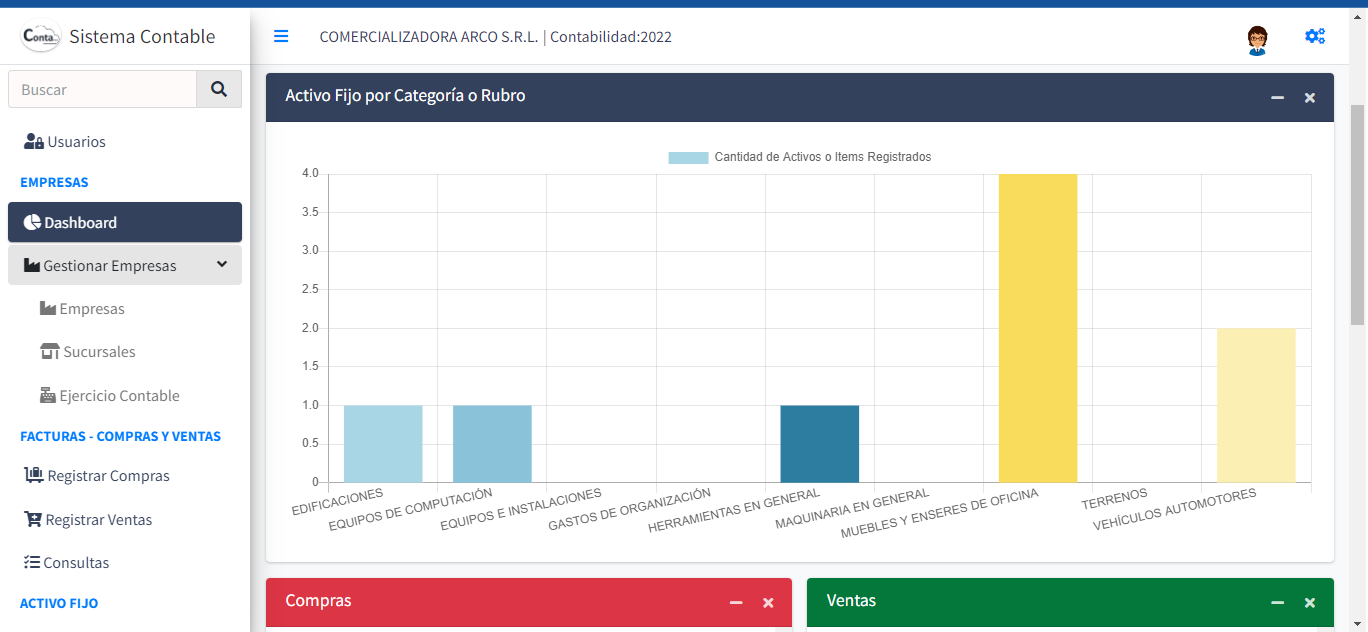 Conta
Sistema Contable
COMERCIALIZADORA ARCO S.R.L. | Contabilidad:2022
Buscar
Usuarios
EMPRESAS
Dashboard
Gestionar Empresas
Empresas
Sucursales
Ejercicio Contable
FACTURAS - COMPRAS Y VENTAS
Registrar Compras
Registrar Ventas
Consultas
ACTIVO FIJO
Activo Fijo por Categoría o Rubro
Cantidad de Activos o Items Registrados
4.0
3.5
3.0
2.5
2.0
1.5
1.0
0.5
0
EDIFICACIONES
EQUIPOS DE COMPUTACIÓN
EQUIPOS E INSTALACIONES
GASTOS DE ORGANIZACIÓN
HERRAMIENTAS EN GENERAL
MAQUINARIA EN GENERAL
MUEBLES Y ENSERES DE OFICINA
TERRENOS
VEHÍCULOS AUTOMOTORES
Compras
Ventas